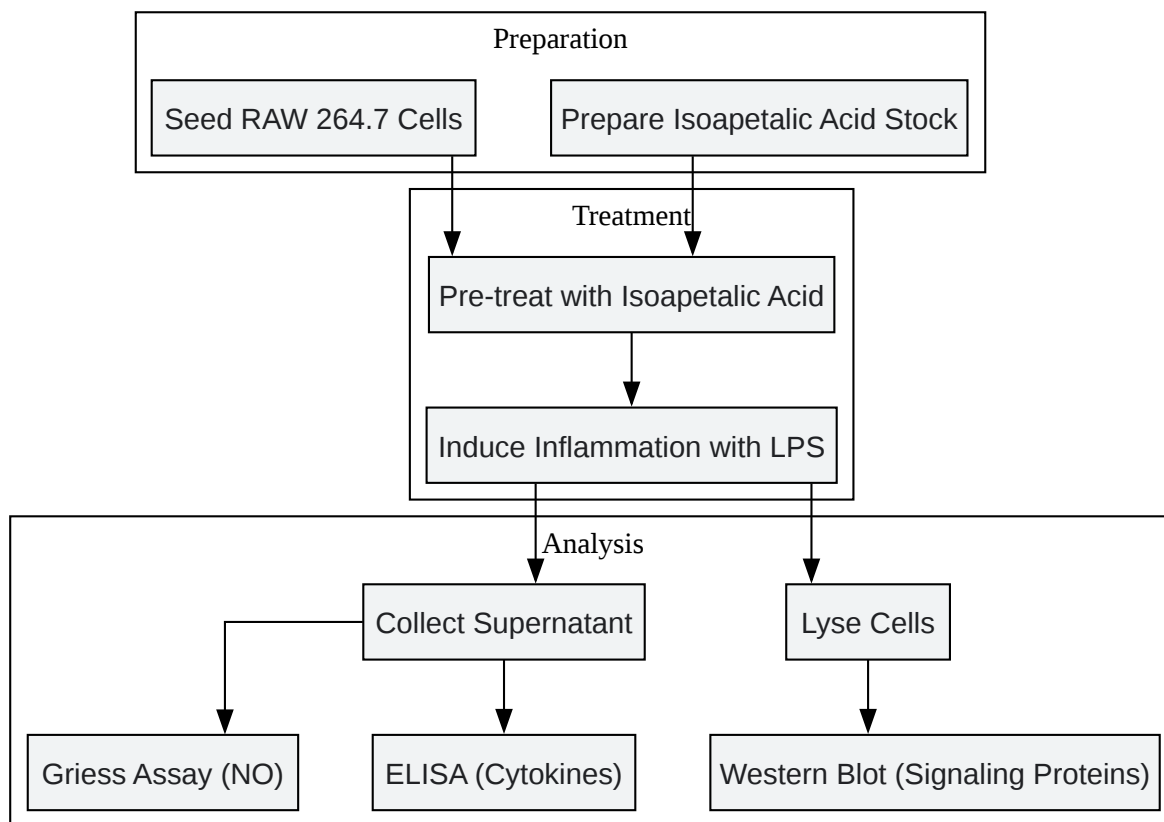 Preparation
Seed RAW 264.7 Cells
Prepare Isoapetalic Acid Stock
Treatment
Pre-treat with Isoapetalic Acid
Induce Inflammation with LPS
Analysis
Collect Supernatant
Lyse Cells
Griess Assay (NO)
ELISA (Cytokines)
Western Blot (Signaling Proteins)